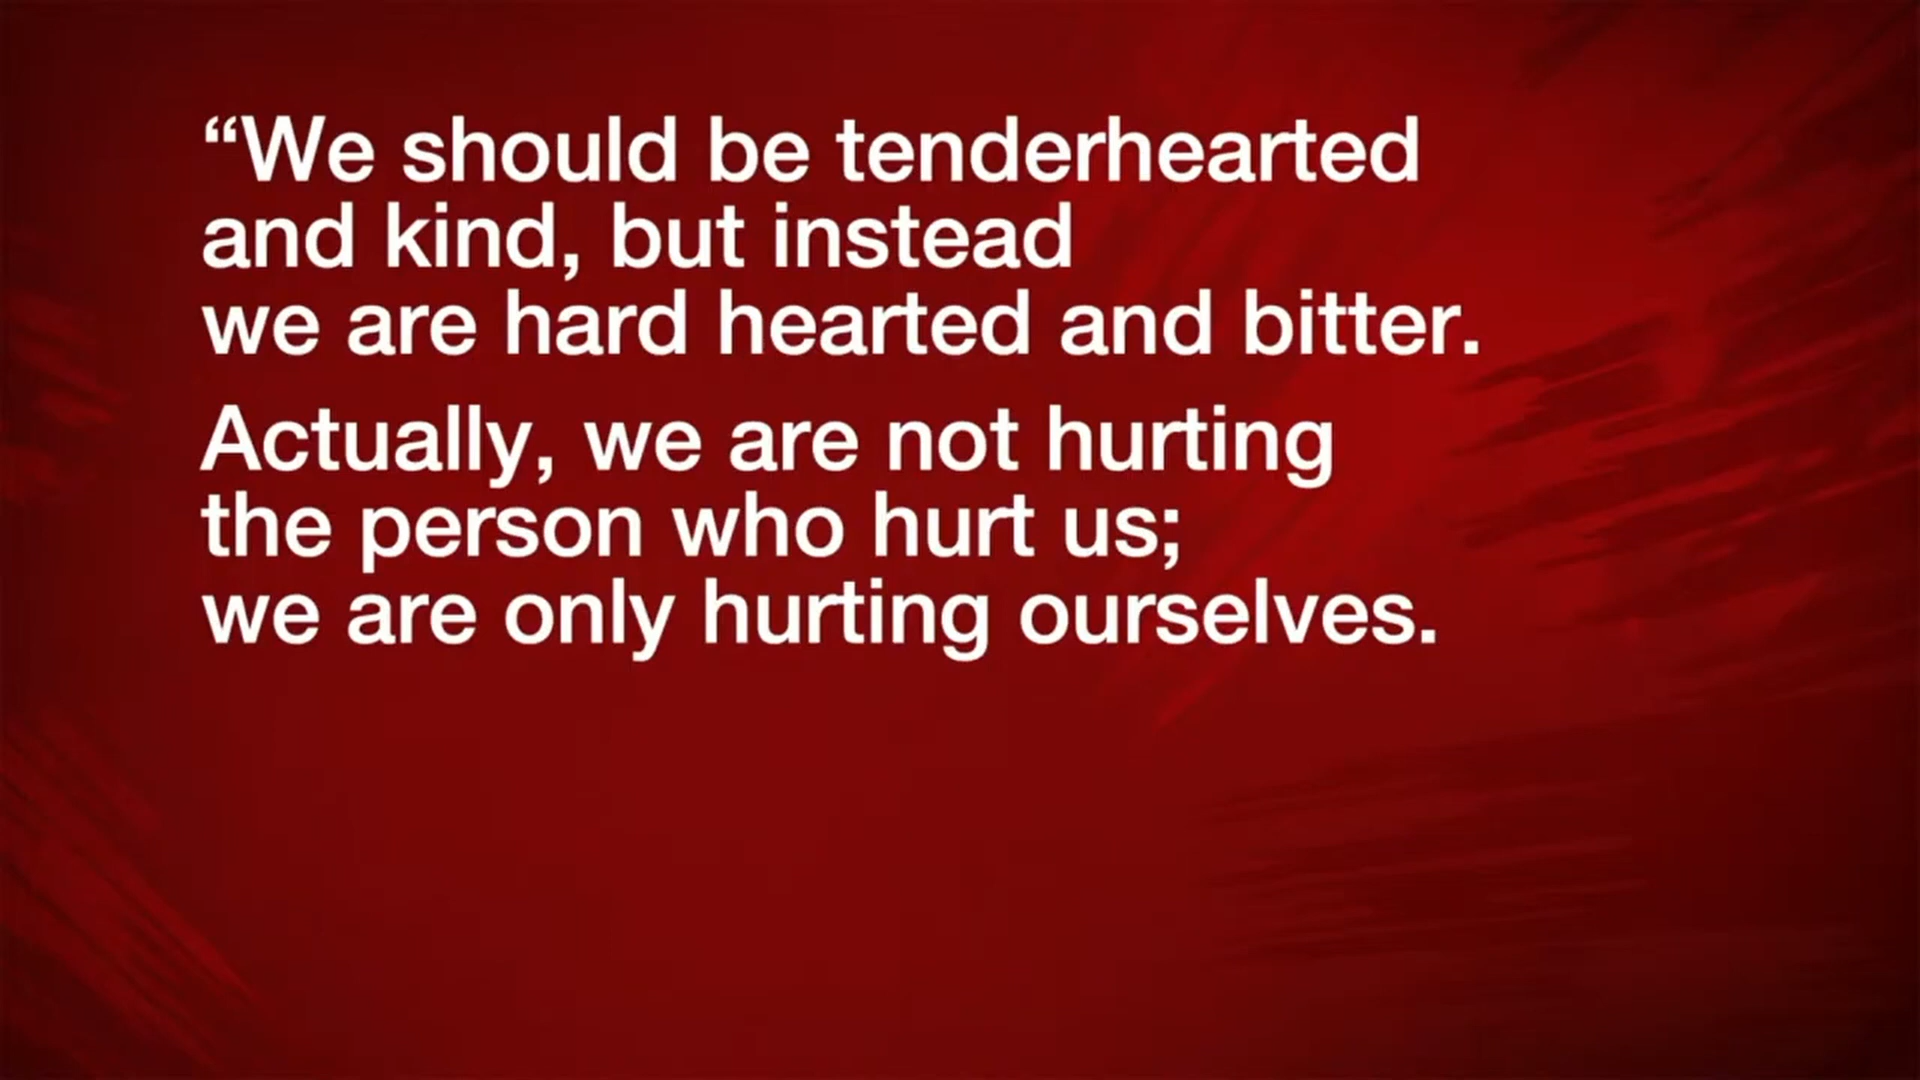 “We should be tenderhearted
and kind, but instead
we are hard hearted and bitter.
Actually, we are not hurting
the person who hurt us;
we are only hurting ourselves.